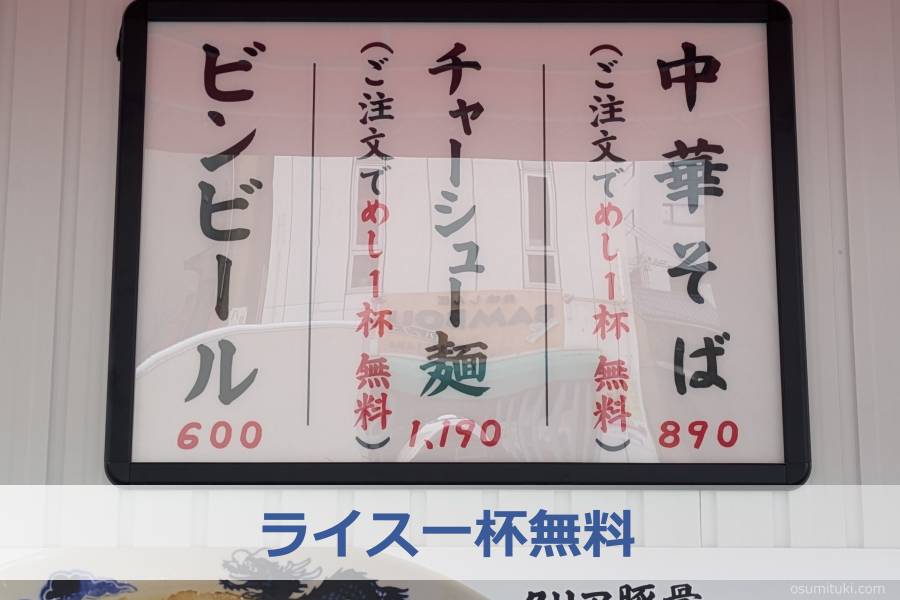 中華そば
890
(ご注文でめし1杯無料)
チャーシュー麺
1,190
(ご注文でめし1杯無料)
ビンビール
600
ライス一杯無料
osumituki.com